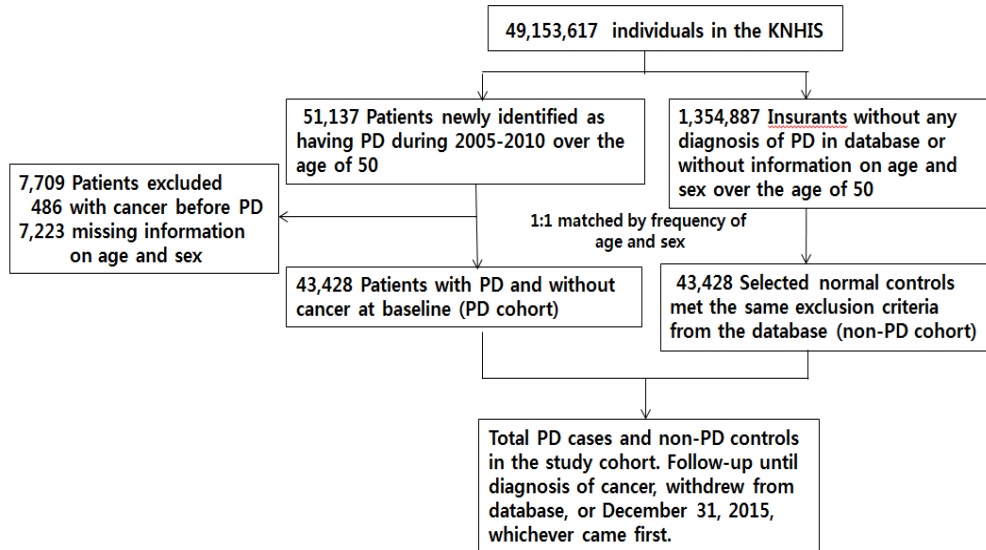 49,153,617 individuals in the KNHIS
51,137 Patients newly identified as
having PD during 2005-2010 over the
age of 50
1,354,887 Insurants without any
diagnosis of PD in database or
without information on age and
sex over the age of 50
7,709 Patients excluded
486 with cancer before PD
7,223 missing information
on age and sex
1:1 matched by frequency of
age and sex
43,428 Patients with PD and without
cancer at baseline (PD cohort)
43,428 Selected normal controls
met the same exclusion criteria
from the database (non-PD cohort)
Total PD cases and non-PD controls
in the study cohort. Follow-up until
diagnosis of cancer, withdrew from
database, or December 31, 2015,
whichever came first.